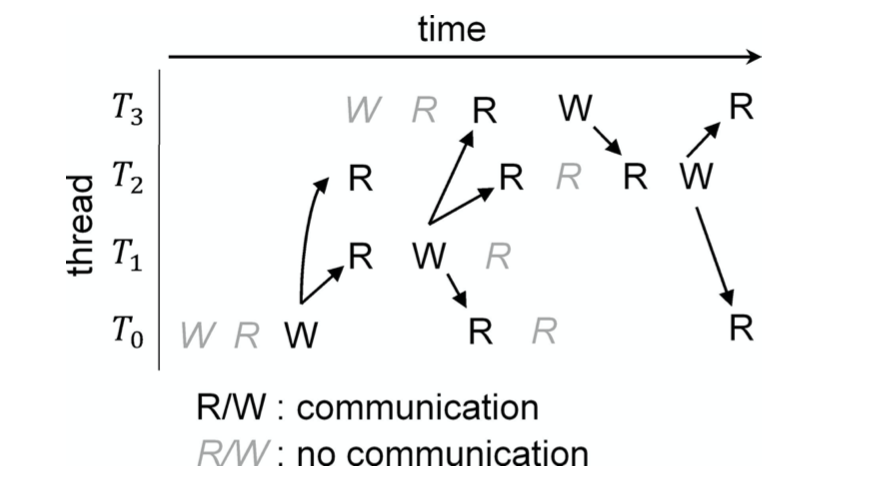 time
T₃ W R R W R
T₂ R R R R W
thread
T₁ R W R
T₀ W R W R R R
R/W : communication
R/W : no communication